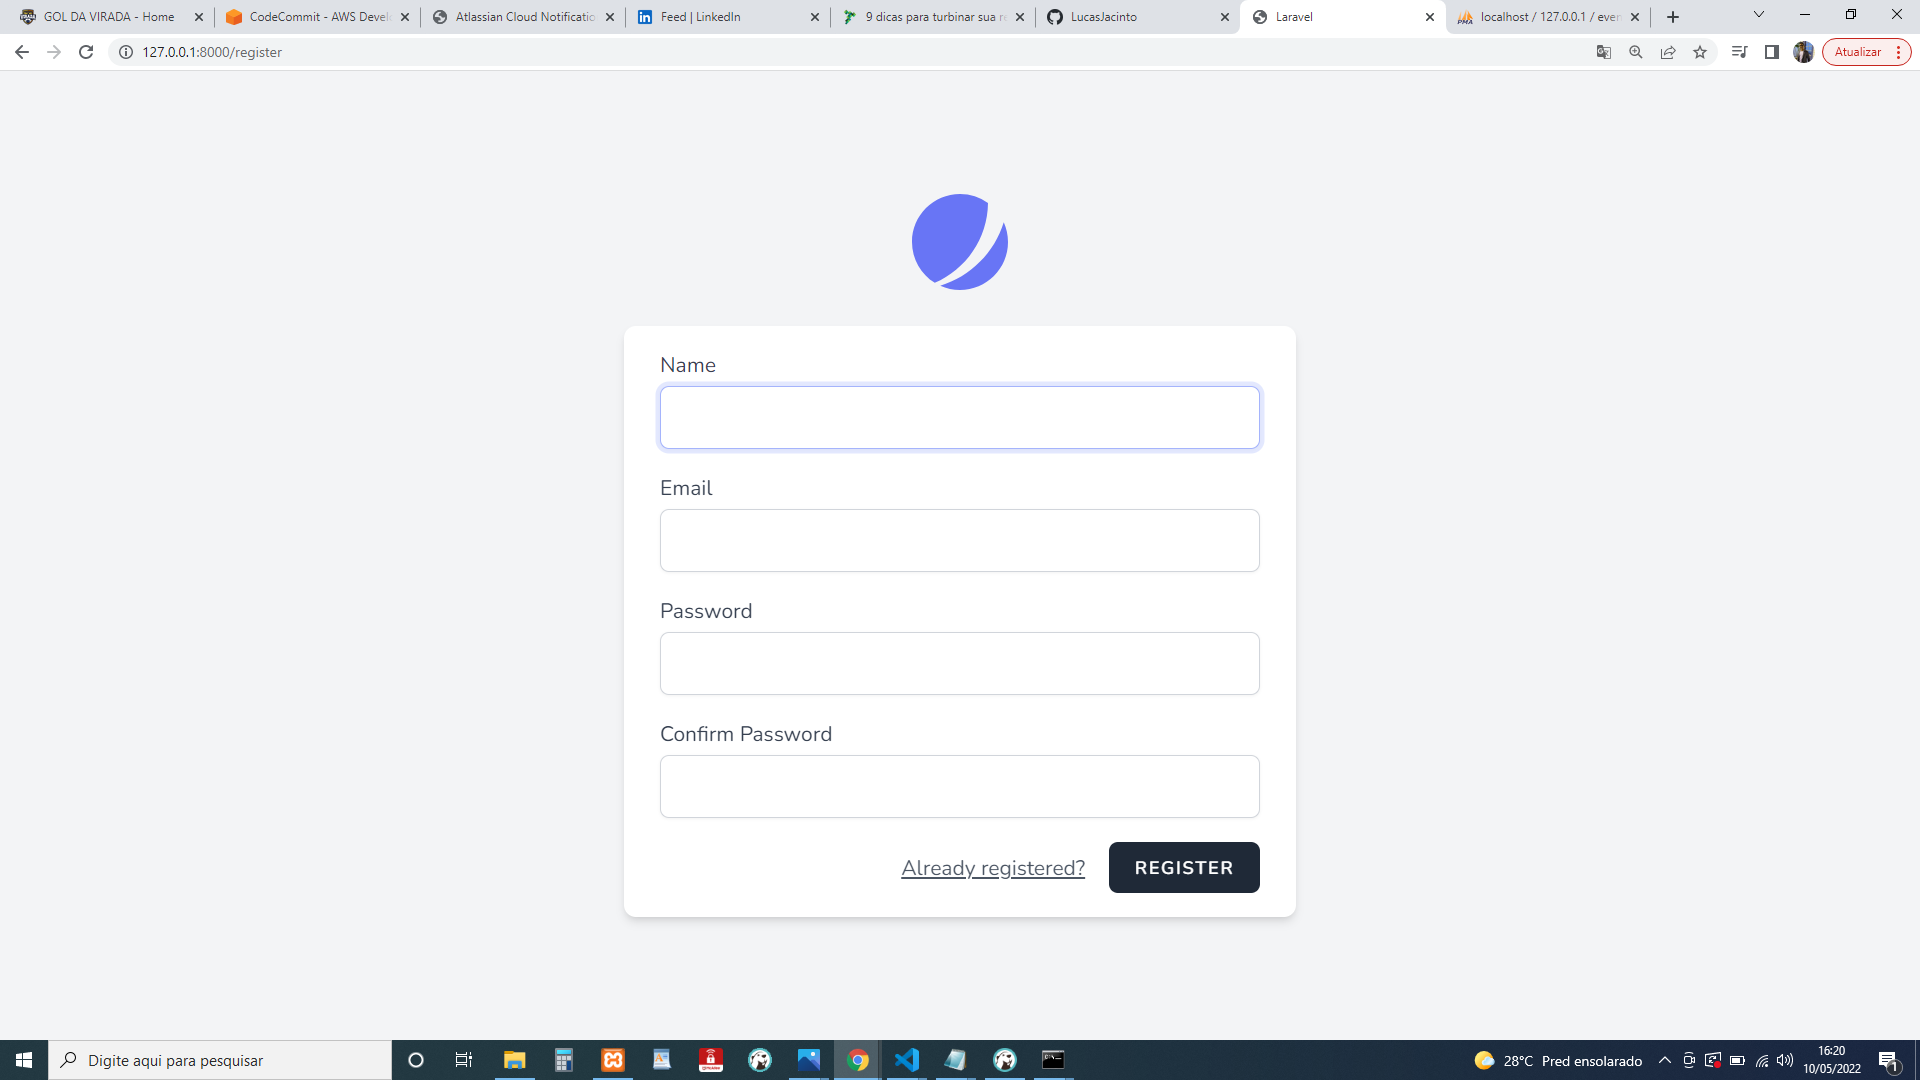 GOL DA VIRADA - Home
CodeCommit - AWS Devel
Atlassian Cloud Notificatio
Feed | LinkedIn
9 dicas para turbinar sua r
LucasJacinto
Laravel
localhost / 127.0.0.1 / even
127.0.0.1:8000/register
Atualizar
Name
Email
Password
Confirm Password
Already registered?
REGISTER
Digite aqui para pesquisar
28°C Pred ensolarado
16:20
10/05/2022
1